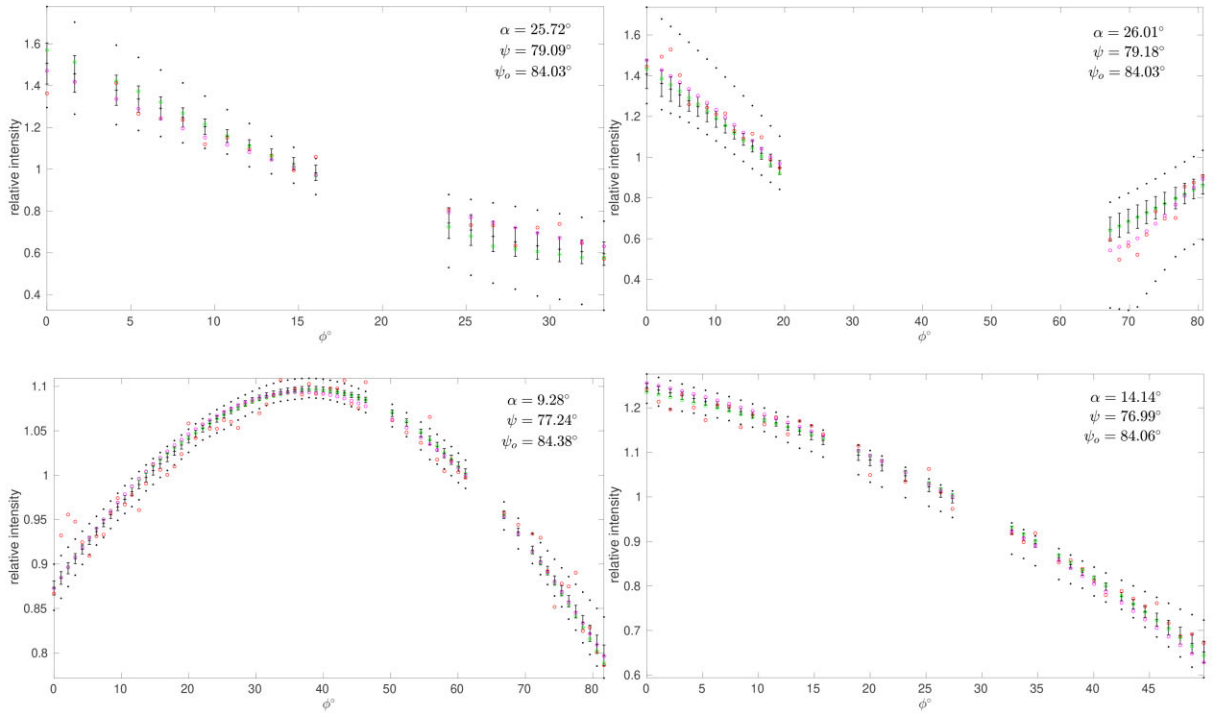 α = 25.72°
ψ = 79.09°
ψₒ = 84.03°
1.6
1.4
1.2
1
0.8
0.6
0.4
relative intensity
0 5 10 15 20 25 30
ϕ°
α = 26.01°
ψ = 79.18°
ψₒ = 84.03°
1.6
1.4
1.2
1
0.8
0.6
0.4
relative intensity
0 10 20 30 40 50 60 70 80
ϕ°
α = 9.28°
ψ = 77.24°
ψₒ = 84.38°
1.1
1.05
1
0.95
0.9
0.85
0.8
relative intensity
0 10 20 30 40 50 60 70 80
ϕ°
α = 14.14°
ψ = 76.99°
ψₒ = 84.06°
1.2
1.1
1
0.9
0.8
0.7
0.6
relative intensity
0 5 10 15 20 25 30 35 40 45
ϕ°